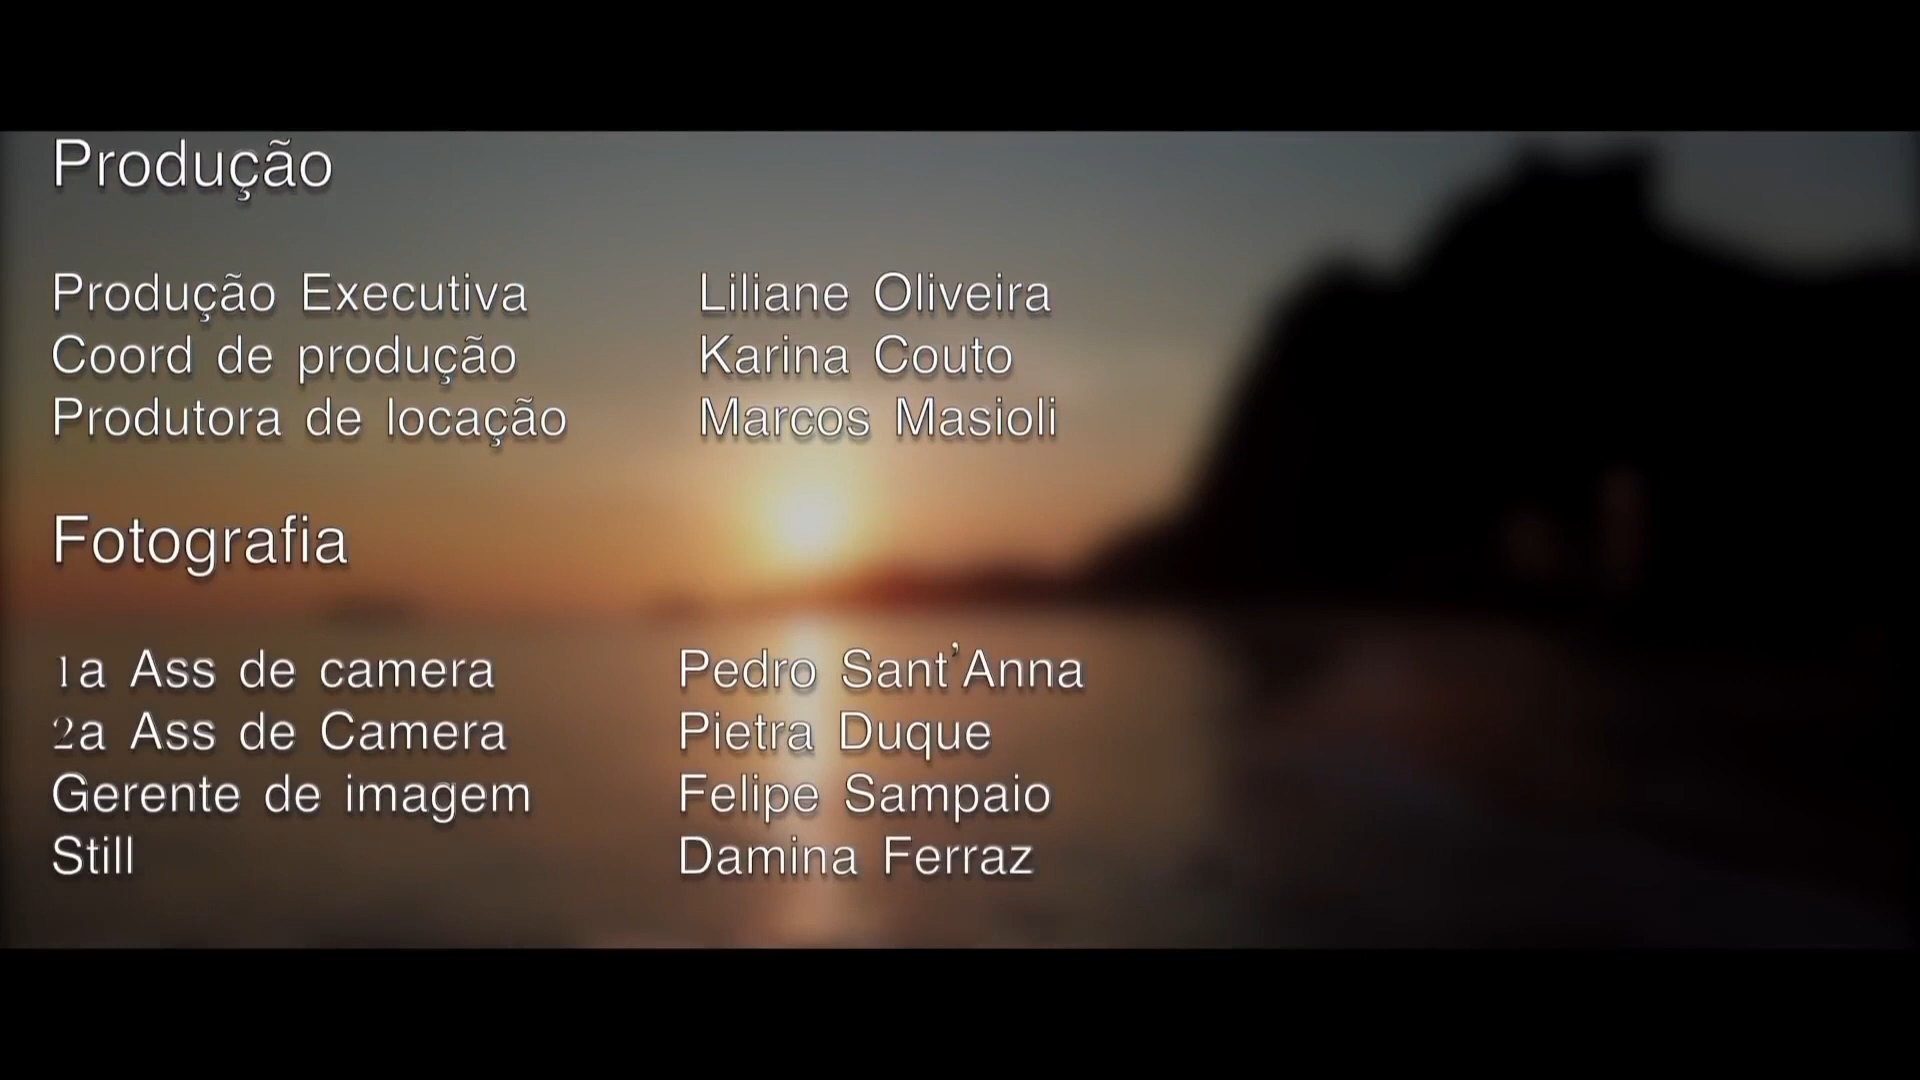 Produção
Produção Executiva Liliane Oliveira
Coord de produção Karina Couto
Produtora de locação Marcos Masioli
Fotografia
1a Ass de camera Pedro Sant'Anna
2a Ass de Camera Pietra Duque
Gerente de imagem Felipe Sampaio
Still Damina Ferraz